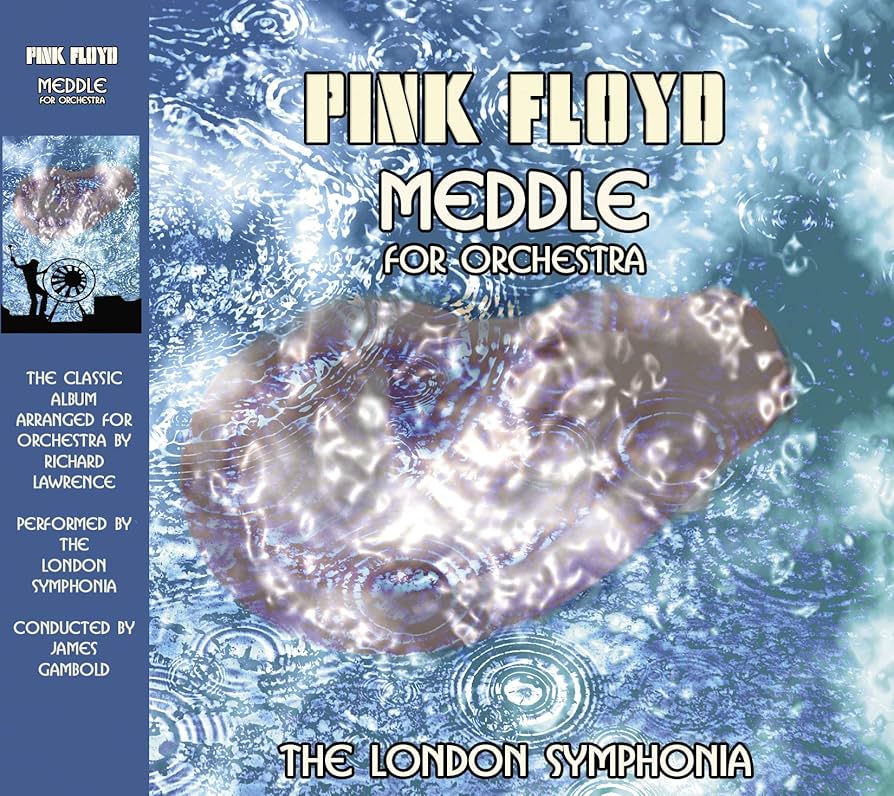 PINK FLOYD
MEDDLE
FOR ORCHESTRA
THE CLASSIC
ALBUM
ARRANGED FOR
ORCHESTRA BY
RICHARD
LAWRENCE
PERFORMED BY
THE
LONDON
SYMPHONIA
CONDUCTED BY
JAMES
GAMBOLD
PINK FLOYD
MEDDLE
FOR ORCHESTRA
THE LONDON SYMPHONIA